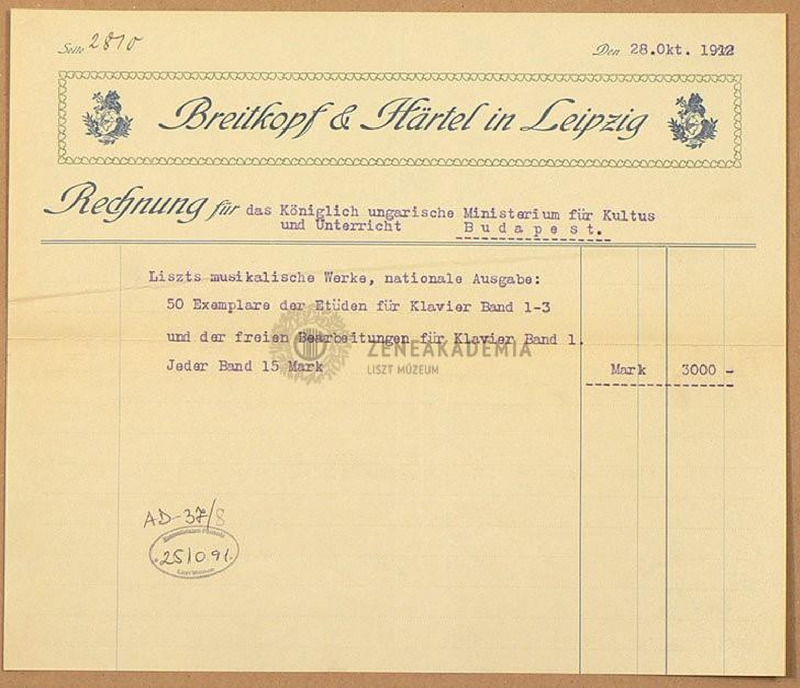 Seite 2810
Den 28.Okt. 1912
Breitkopf & Härtel in Leipzig
Rechnung für das Königlich ungarische Ministerium für Kultus
und Unterricht Budapest.
Liszts musikalische Werke, nationale Ausgabe:
50 Exemplare der Etüden für Klavier Band 1-3
und der freien Bearbeitungen für Klavier Band 1.
ZENEAKADEMIA
LISZT MÚZEUM
Jeder Band 15 Mark Mark 3000 -
AD-37/8